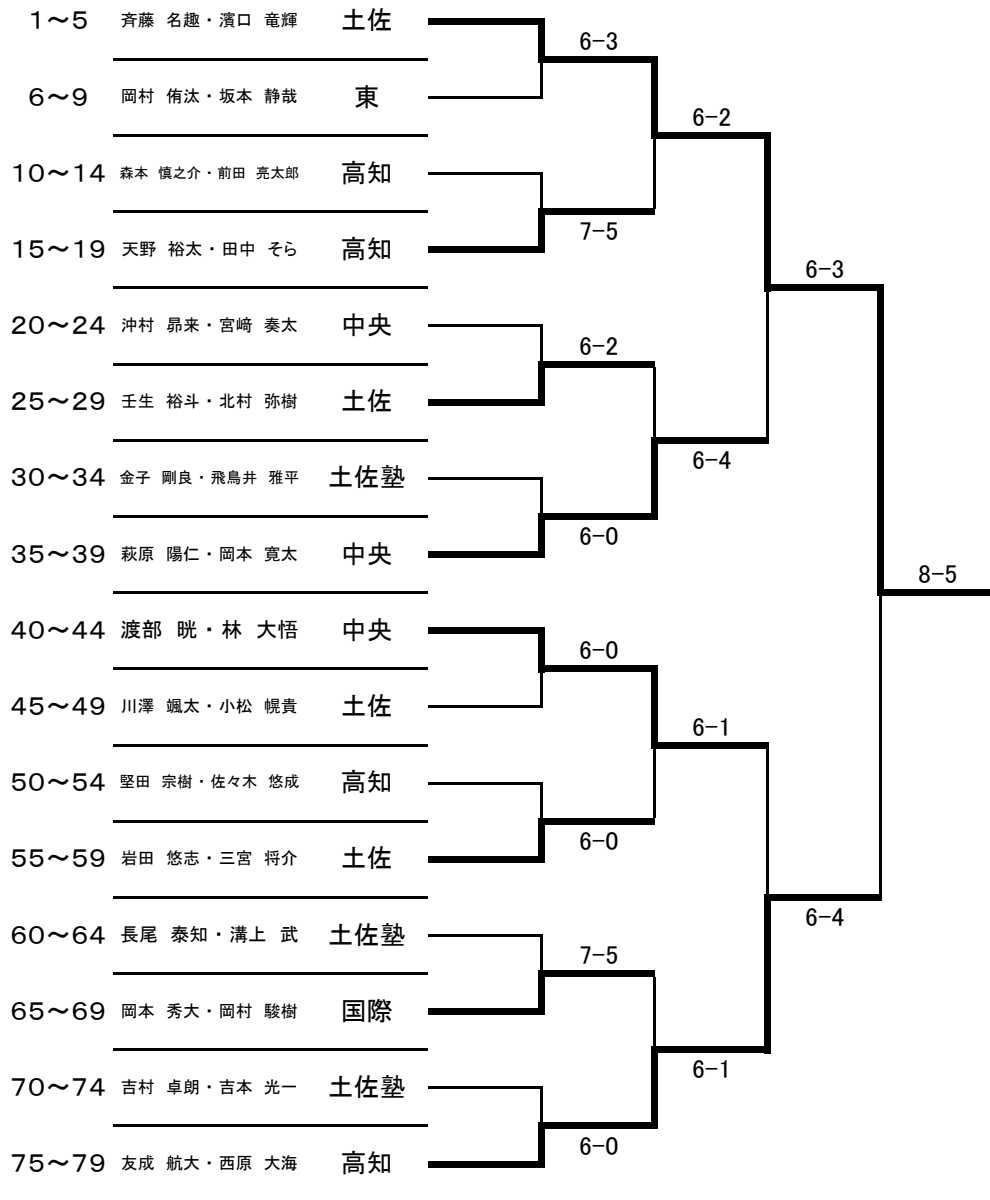 1～5 斉藤 名趣・濱口 竜輝 土佐
6-3
6～9 岡村 侑汰・坂本 静哉 東
6-2
10～14 森本 慎之介・前田 亮太郎 高知
7-5
15～19 天野 裕太・田中 そら 高知
6-3
20～24 沖村 昴来・宮﨑 奏太 中央
6-2
25～29 壬生 裕斗・北村 弥樹 土佐
6-4
30～34 金子 剛良・飛鳥井 雅平 土佐塾
6-0
35～39 萩原 陽仁・岡本 寛太 中央
8-5
40～44 渡部 晄・林 大悟 中央
6-0
45～49 川澤 颯太・小松 幌貴 土佐
6-1
50～54 堅田 宗樹・佐々木 悠成 高知
6-0
55～59 岩田 悠志・三宮 将介 土佐
6-4
60～64 長尾 泰知・溝上 武 土佐塾
7-5
65～69 岡本 秀大・岡村 駿樹 国際
6-1
70～74 吉村 卓朗・吉本 光一 土佐塾
6-0
75～79 友成 航大・西原 大海 高知